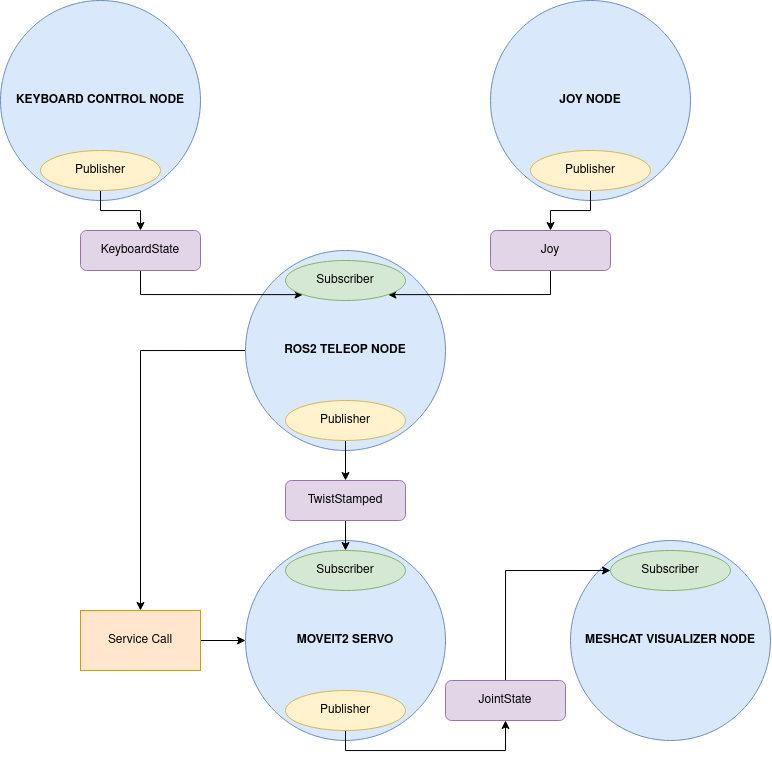 KEYBOARD CONTROL NODE
JOY NODE
Publisher
Publisher
KeyboardState
Joy
Subscriber
ROS2 TELEOP NODE
Publisher
TwistStamped
Subscriber
Subscriber
Service Call
MOVEIT2 SERVO
MESHCAT VISUALIZER NODE
JointState
Publisher